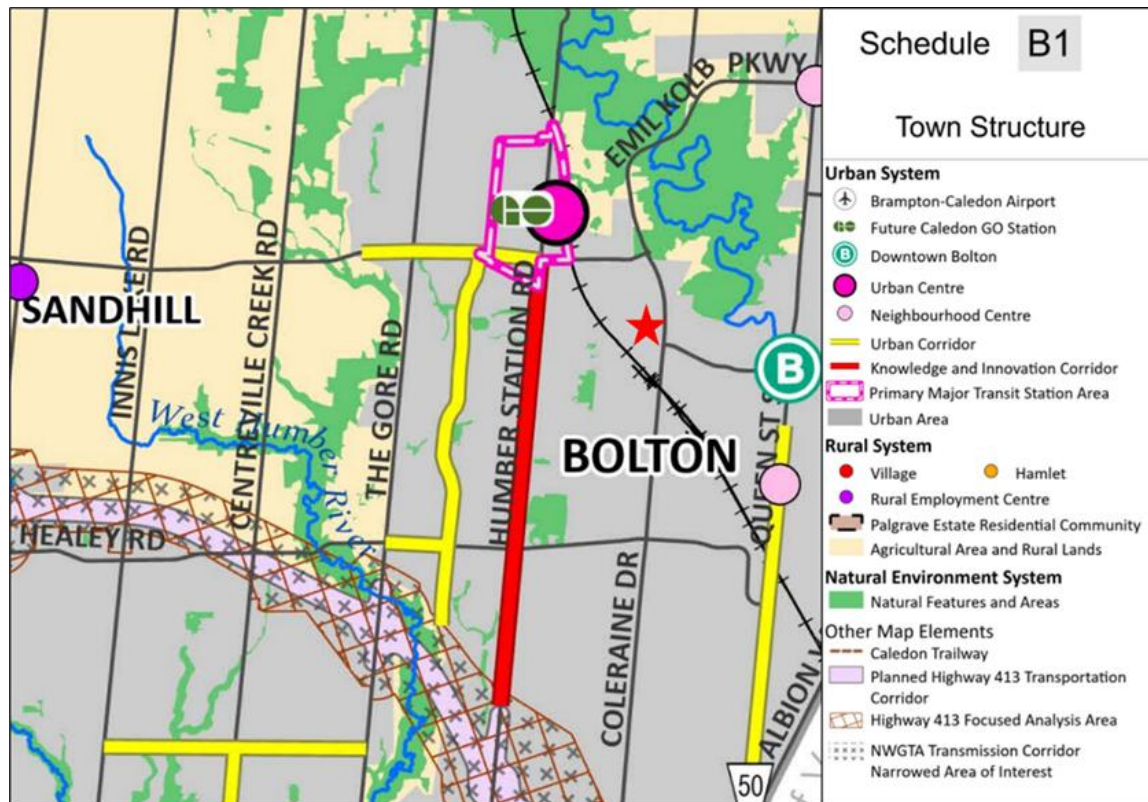 PKWY
EMIL KOLB
GO
INNIS LAKE RD
SANDHILL
CENTREVILLE CREEK RD
THE GORE RD
HUMBER STATION RD
West Humber River
BOLTON
B
QUEEN ST S
HEALEY RD
COLERAINE DR
ALBION
50
Schedule B1
Town Structure
Urban System
Brampton-Caledon Airport
GO Future Caledon GO Station
B Downtown Bolton
Urban Centre
Neighbourhood Centre
Urban Corridor
Knowledge and Innovation Corridor
Primary Major Transit Station Area
Urban Area
Rural System
Village Hamlet
Rural Employment Centre
Palgrave Estate Residential Community
Agricultural Area and Rural Lands
Natural Environment System
Natural Features and Areas
Other Map Elements
Caledon Trailway
Planned Highway 413 Transportation
Corridor
Highway 413 Focused Analysis Area
NWGTA Transmission Corridor
Narrowed Area of Interest